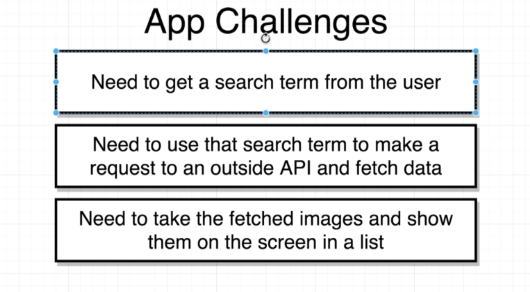 App Challenges
Need to get a search term from the user
Need to use that search term to make a
request to an outside API and fetch data
Need to take the fetched images and show
them on the screen in a list